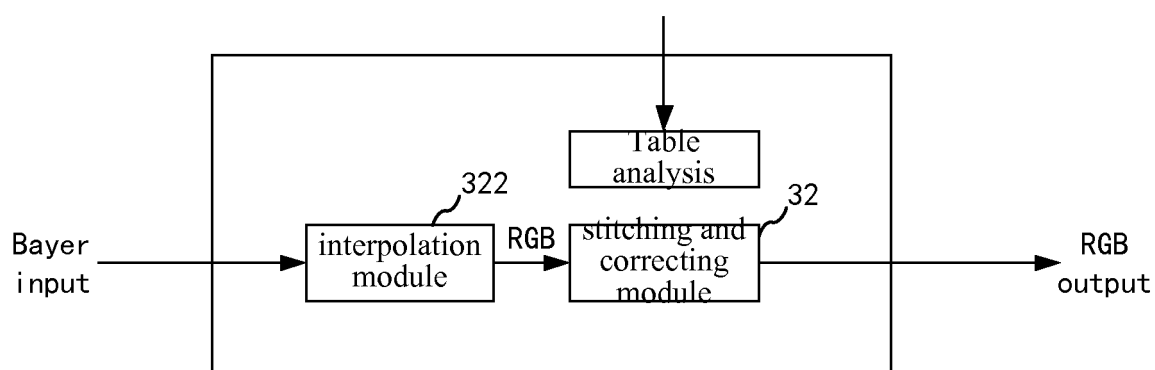 Table
analysis
322
32
Bayer
input
interpolation
module
RGB
stitching and
correcting
module
RGB
output